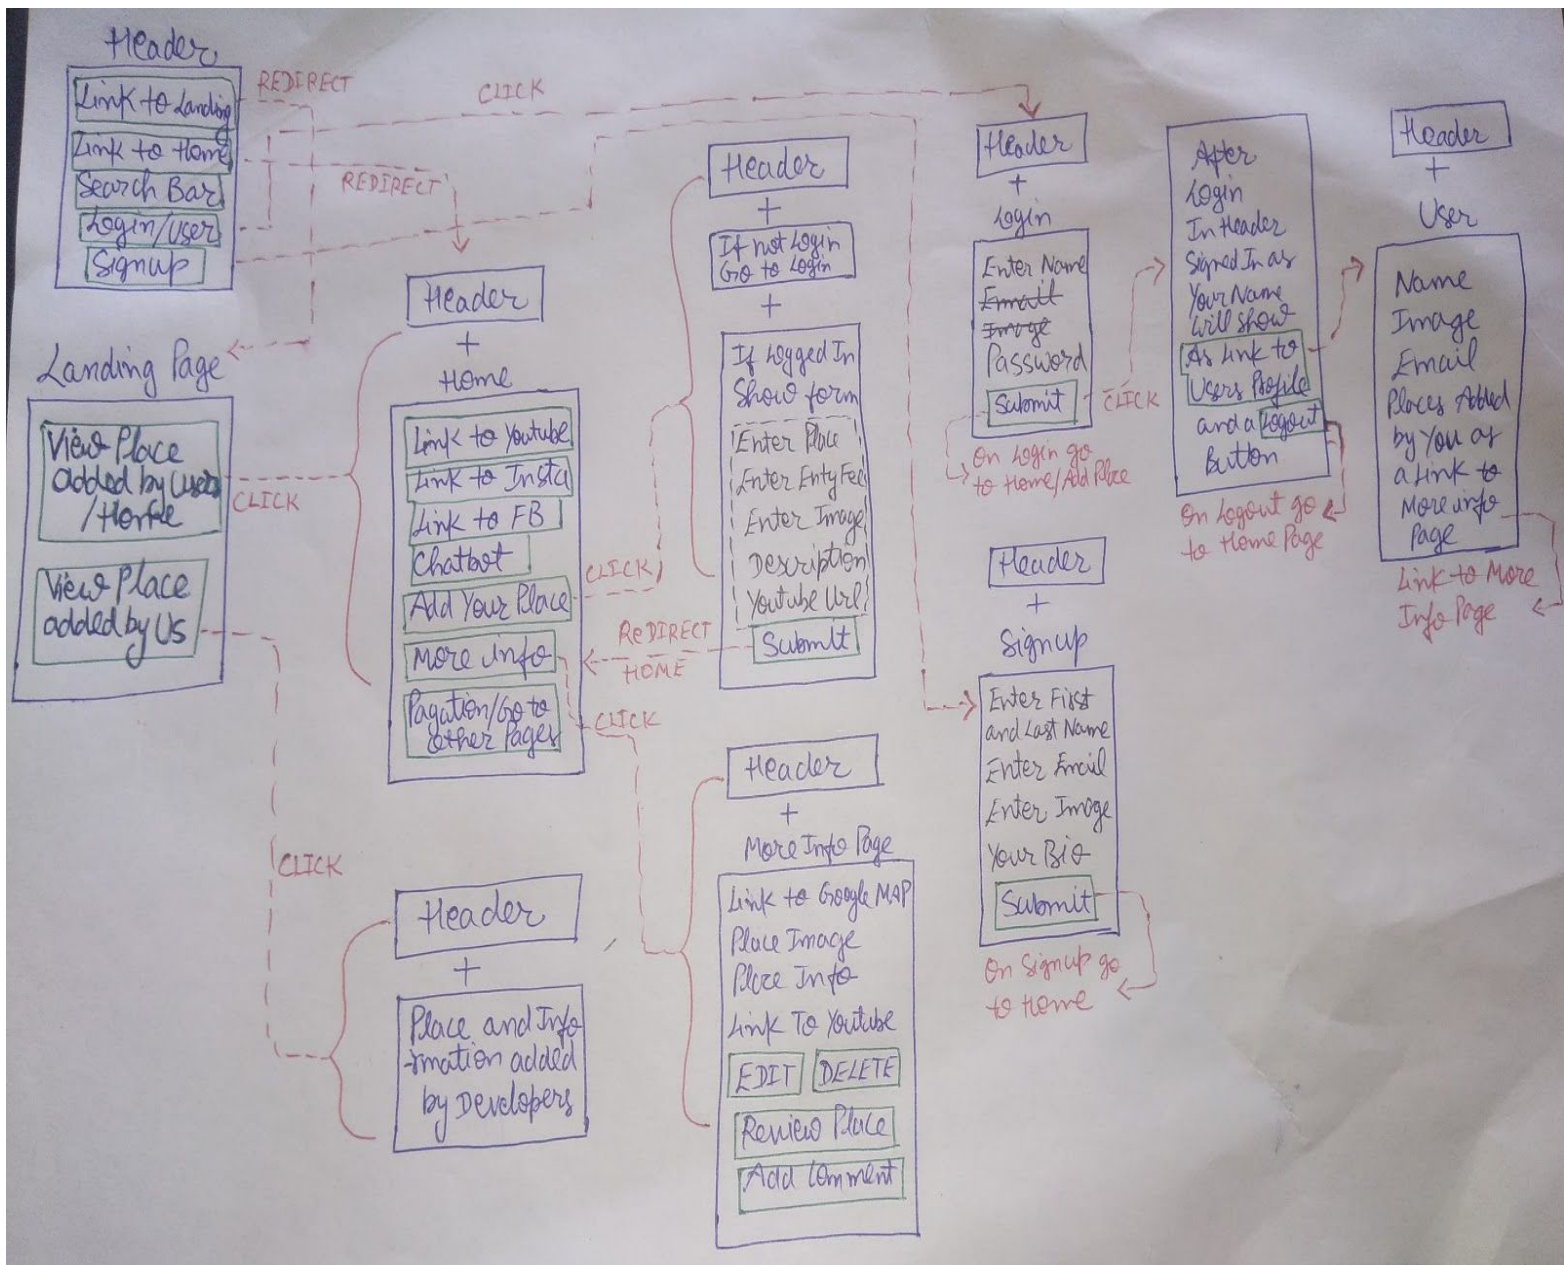 Header
Link to Landing
Link to Home
Search Bar
Login/User
Signup
REDIRECT
REDIRECT
CLICK
Landing Page
View Place
added by Users
/Home
View Place
added by Us
CLICK
CLICK
Header
+
Home
Link to Youtube
Link to Insta
Link to FB
Chatbot
Add Your Place
More info
Pagation/Go to
other Pages
CLICK
CLICK
Header
+
Place and Info
-rmation added
by Developers
Header
+
If not Login
Go to Login
+
If Logged In
Show form
Enter Place
Enter Enty Fee
Enter Image
Description
Youtube Url
Submit
ReDIRECT
HOME
Header
+
More Info Page
Link to Google MAP
Place Image
Place Info
Link To Youtube
EDIT
DELETE
Review Place
Add Comment
Header
+
Login
Enter Name
Email
Image
Password
Submit
CLICK
On Login go
to Home/Add Place
Header
+
Signup
Enter First
and Last Name
Enter Email
Enter Image
Your Bio
Submit
On Signup go
to Home
After
Login
In Header
Signed In as
Your Name
will show
As Link to
Users Profile
and a Logout
Button
On Logout go
to Home Page
Header
+
User
Name
Image
Email
Places Added
by You as
a Link to
More info
Page
Link to More
Info Page